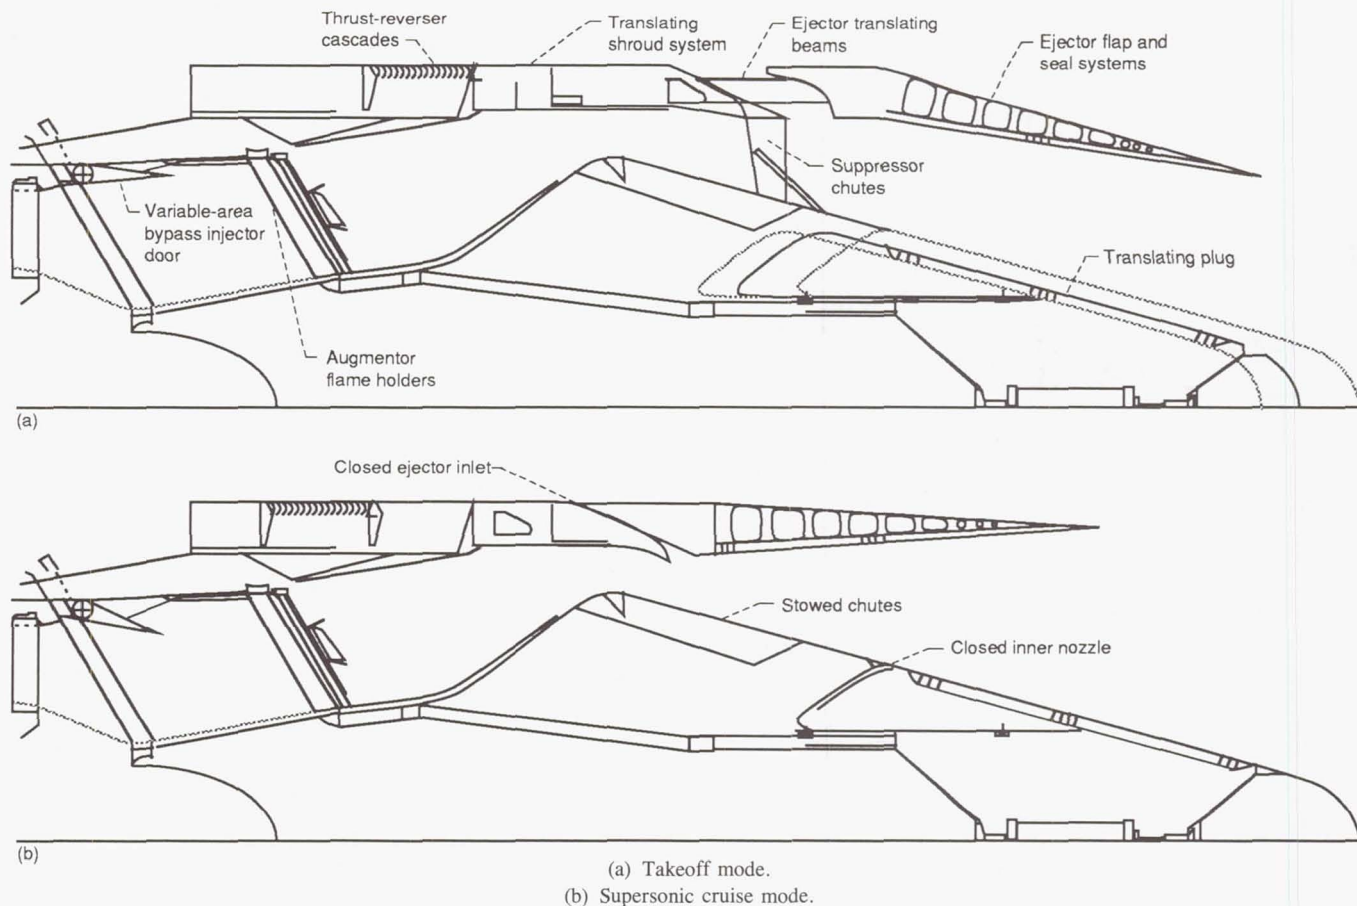 Thrust-reverser
cascades
Translating
shroud system
Ejector translating
beams
Ejector flap and
seal systems
Suppressor
chutes
Variable-area
bypass injector
door
Translating plug
Augmentor
flame holders
(a)
Closed ejector inlet
Stowed chutes
Closed inner nozzle
(b)
(a) Takeoff mode.
(b) Supersonic cruise mode.